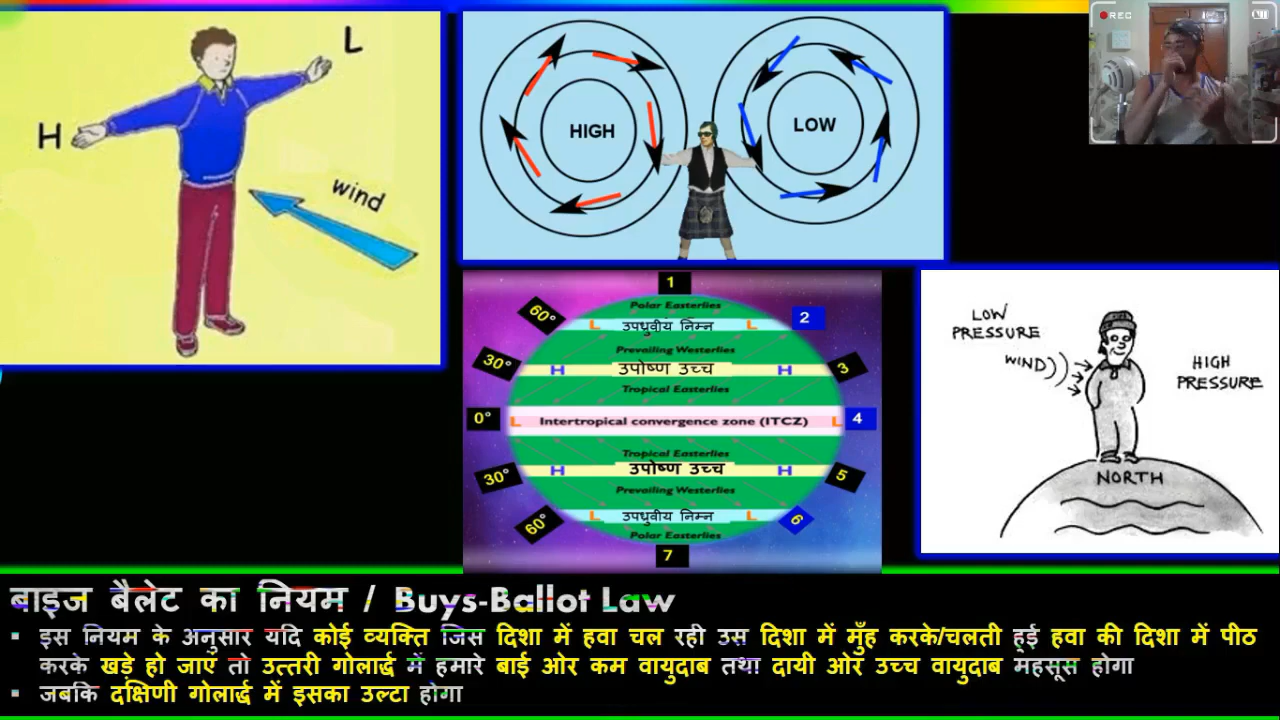 REC
L
H
wind
HIGH
LOW
1
Polar Easterlies
60°
L उपध्रुवीय निम्न L
2
Prevailing Westerlies
30°
H उपोष्ण उच्च H
3
Tropical Easterlies
0°
L Intertropical convergence zone (ITCZ) L
4
Tropical Easterlies
30°
H उपोष्ण उच्च H
5
Prevailing Westerlies
60°
L उपध्रुवीय निम्न L
6
Polar Easterlies
7
LOW
PRESSURE
WIND
HIGH
PRESSURE
NORTH
बाइज बैलेट का नियम / Buys-Ballot Law
▪ इस नियम के अनुसार यदि कोई व्यक्ति जिस दिशा में हवा चल रही उस दिशा में मुँह करके/चलती हुई हवा की दिशा में पीठ
करके खड़े हो जाएं तो उत्तरी गोलार्द्ध में हमारे बाई ओर कम वायुदाब तथा दायी ओर उच्च वायुदाब महसूस होगा
▪ जबकि दक्षिणी गोलार्द्ध में इसका उल्टा होगा